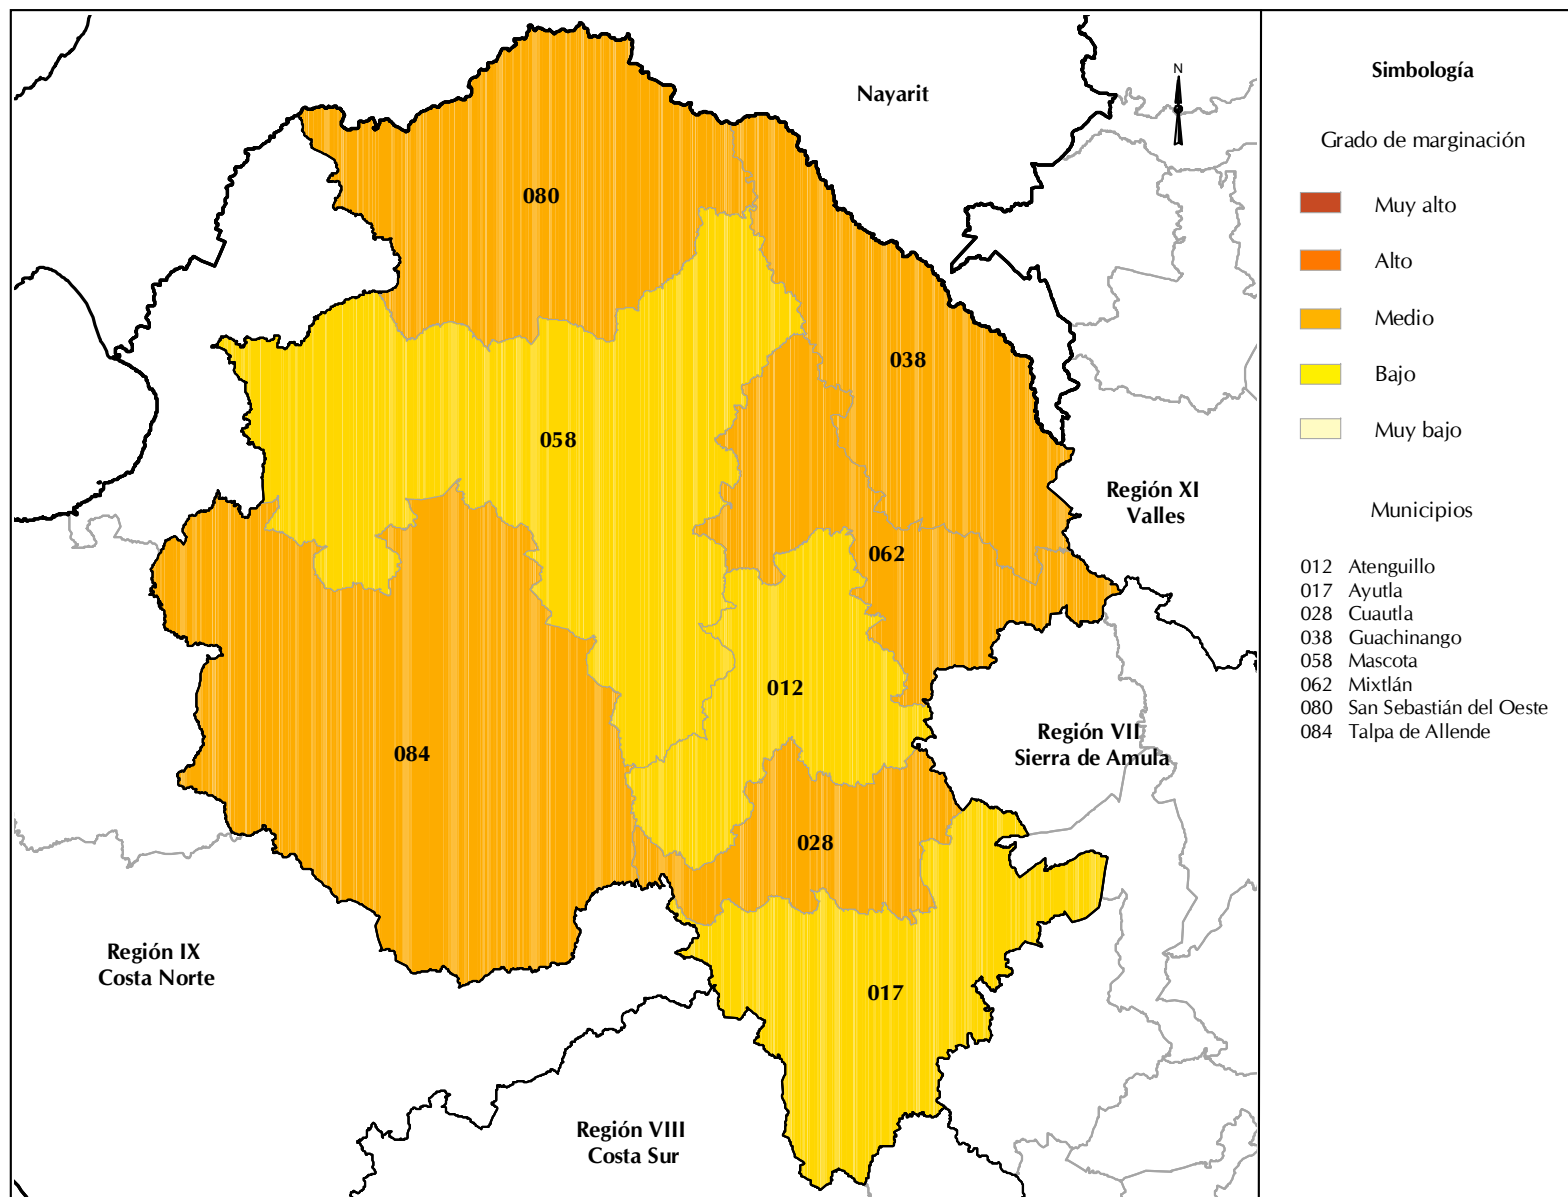 Nayarit
N
080
038
058
Región XI
Valles
062
012
Región VII
Sierra de Amula
084
028
Región IX
Costa Norte
017
Región VIII
Costa Sur
Simbología
Grado de marginación
Muy alto
Alto
Medio
Bajo
Muy bajo
Municipios
012 Atenguillo
017 Ayutla
028 Cuautla
038 Guachinango
058 Mascota
062 Mixtlán
080 San Sebastián del Oeste
084 Talpa de Allende